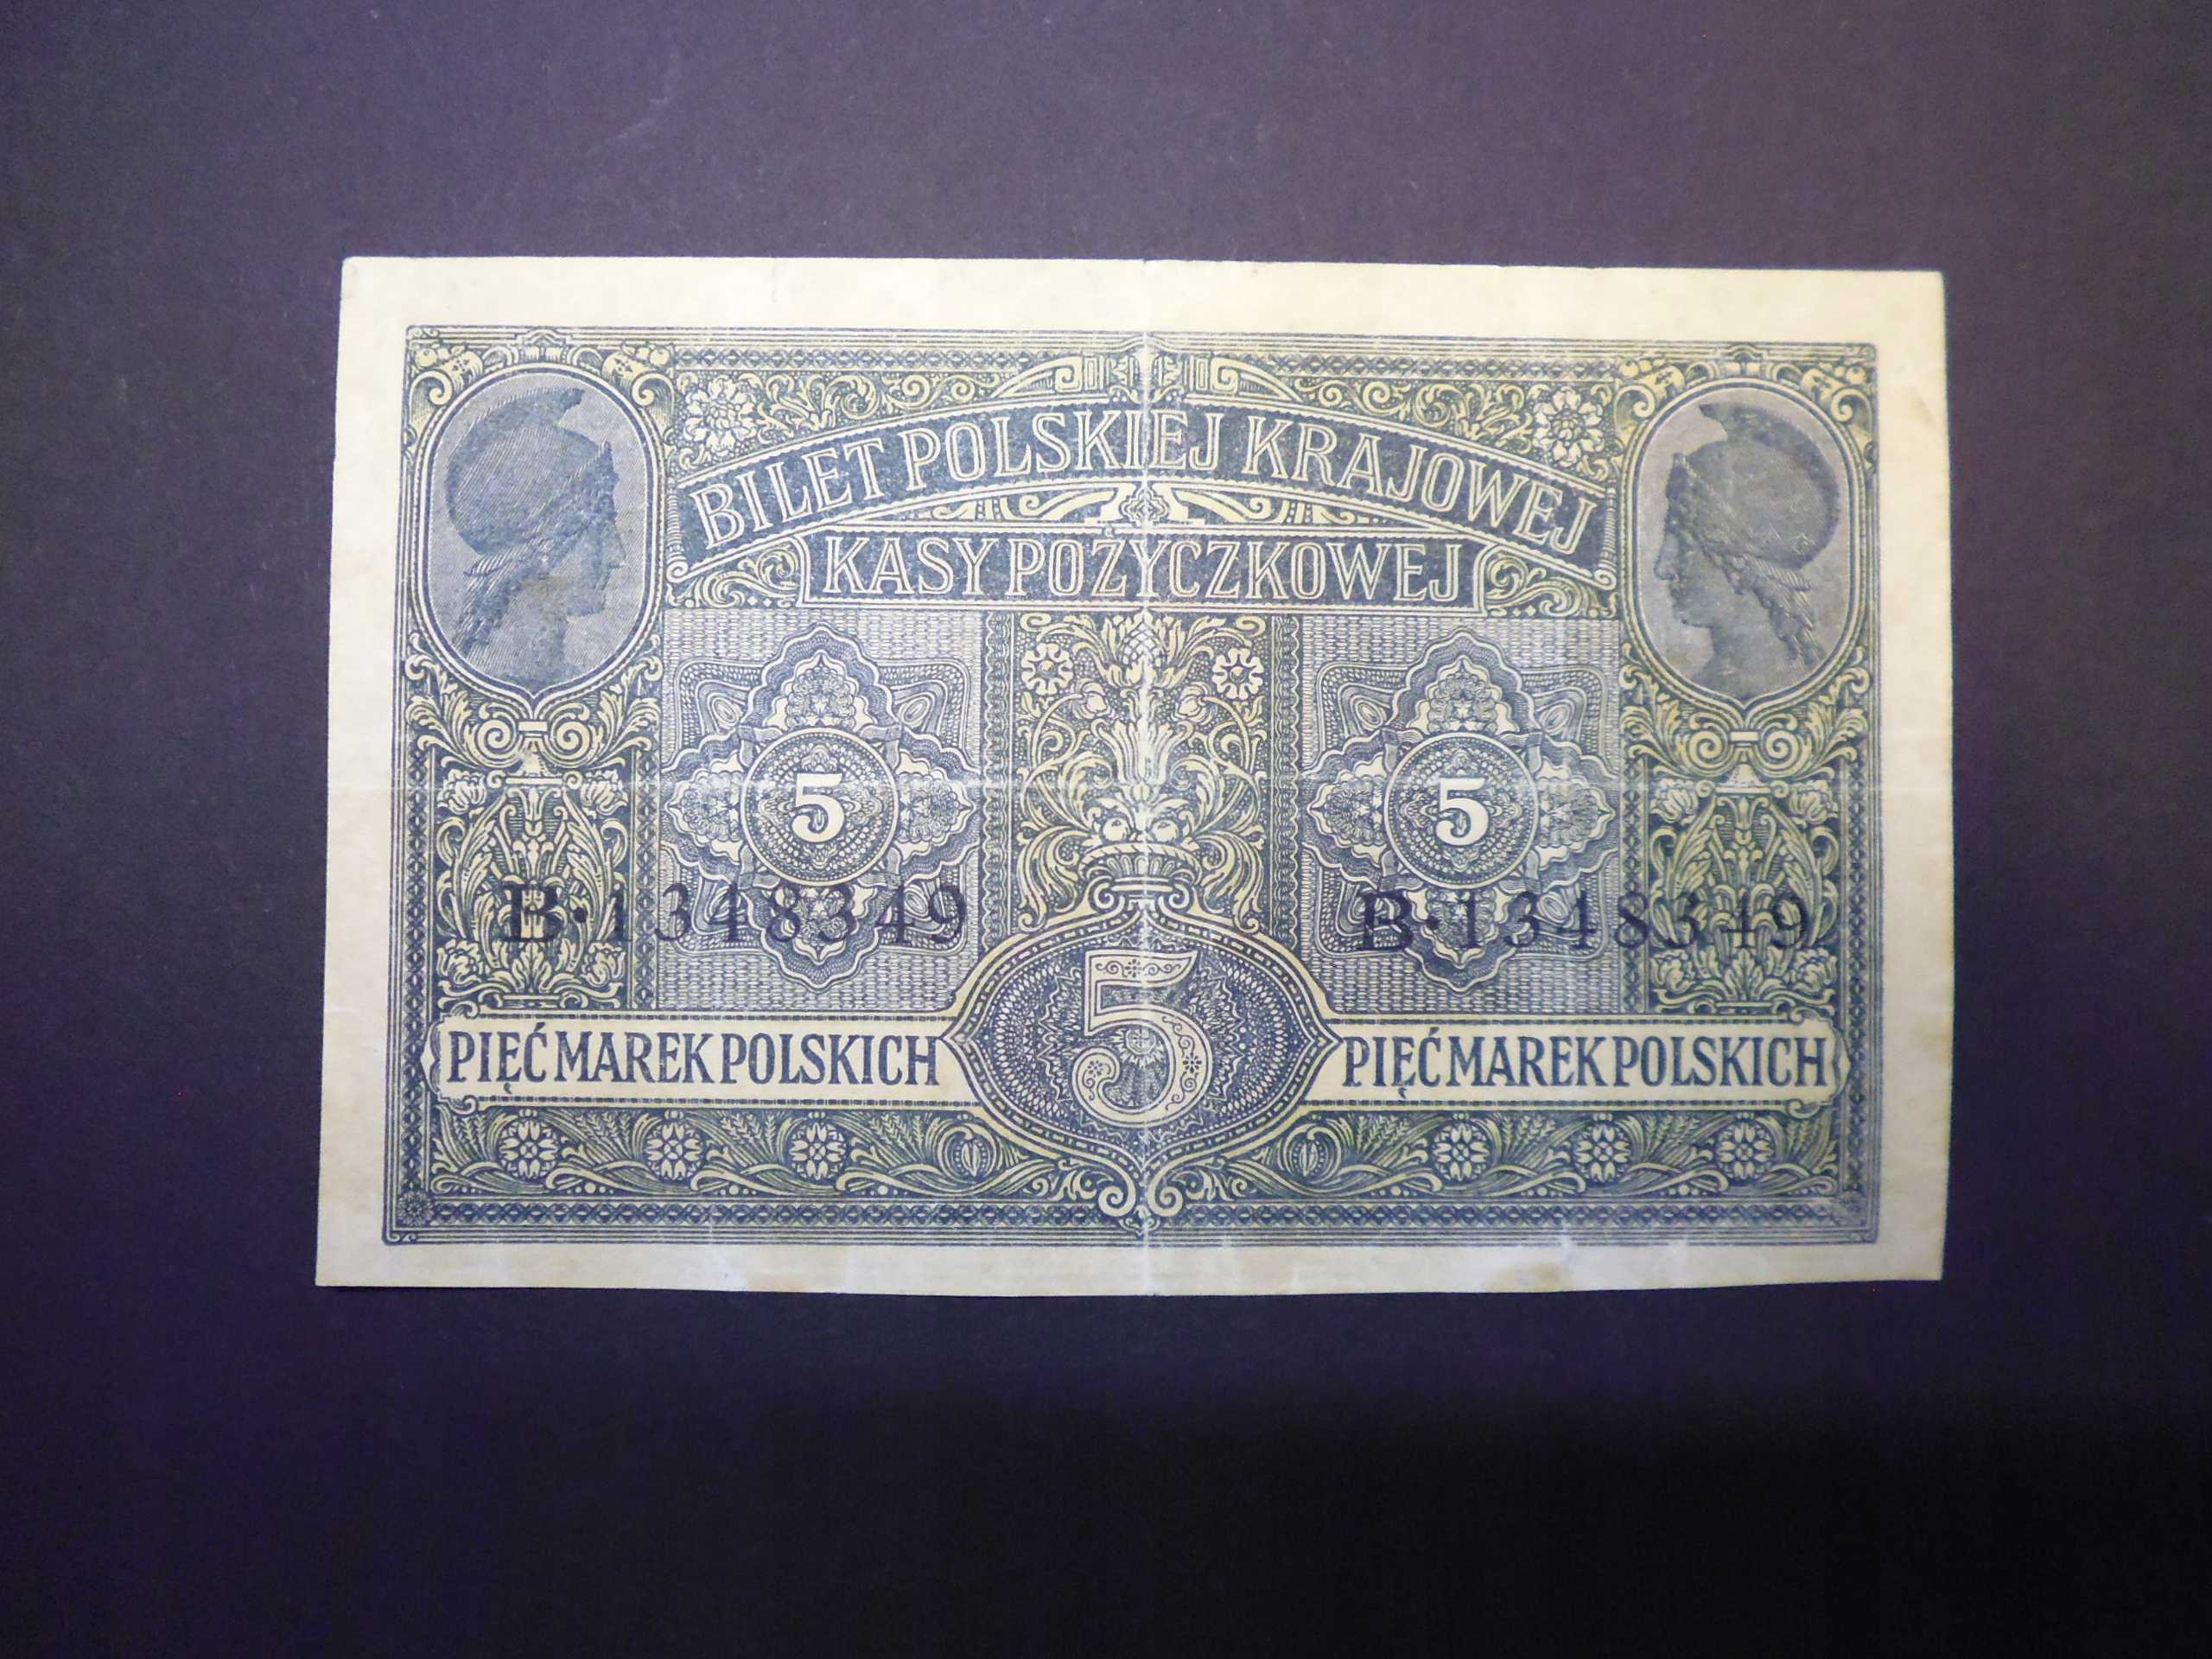 BILET POLSKIEJ KRAJOWEJ
KASY POŻYCZKOWEJ
5 5
B·1348349 B·1348349
PIĘĆ MAREK POLSKICH 5 PIĘĆ MAREK POLSKICH